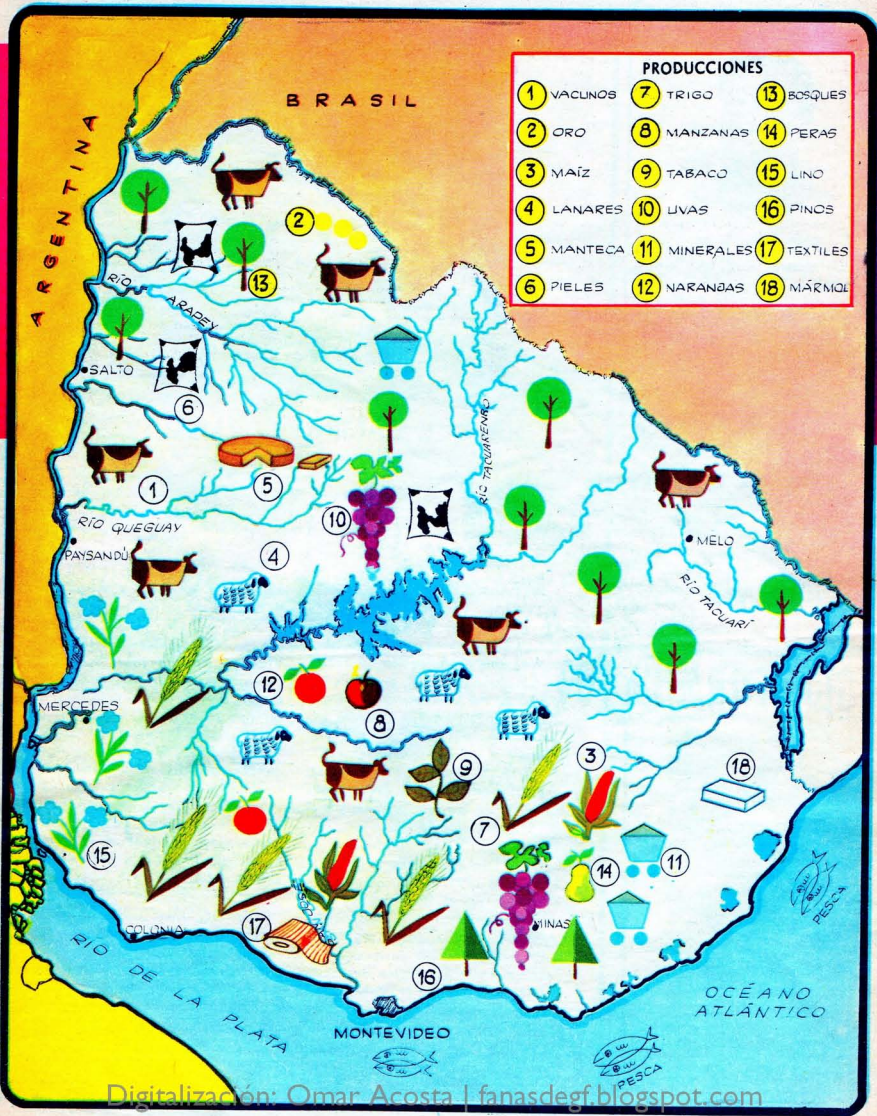 BRASIL
ARGENTINA
PRODUCCIONES
1 VACUNOS
2 ORO
3 MAÍZ
4 LANARES
5 MANTECA
6 PIELES
7 TRIGO
8 MANZANAS
9 TABACO
10 UVAS
11 MINERALES
12 NARANJAS
13 BOSQUES
14 PERAS
15 LINO
16 PINOS
17 TEXTILES
18 MÁRMOL
2
13
RÍO ARAPEY
SALTO
6
1
5
10
RÍO TACUAREMBO
RÍO QUEGUAY
PAYSANDÚ
4
MELO
RÍO TACUARÍ
12
8
MERCEDES
9
3
18
7
15
14
11
MINAS
PESCA
COLONIA
17
16
RIO DE LA PLATA
MONTEVIDEO
OCÉANO
ATLÁNTICO
PESCA
Digitalización: Omar Acosta | fanasdegf.blogspot.com